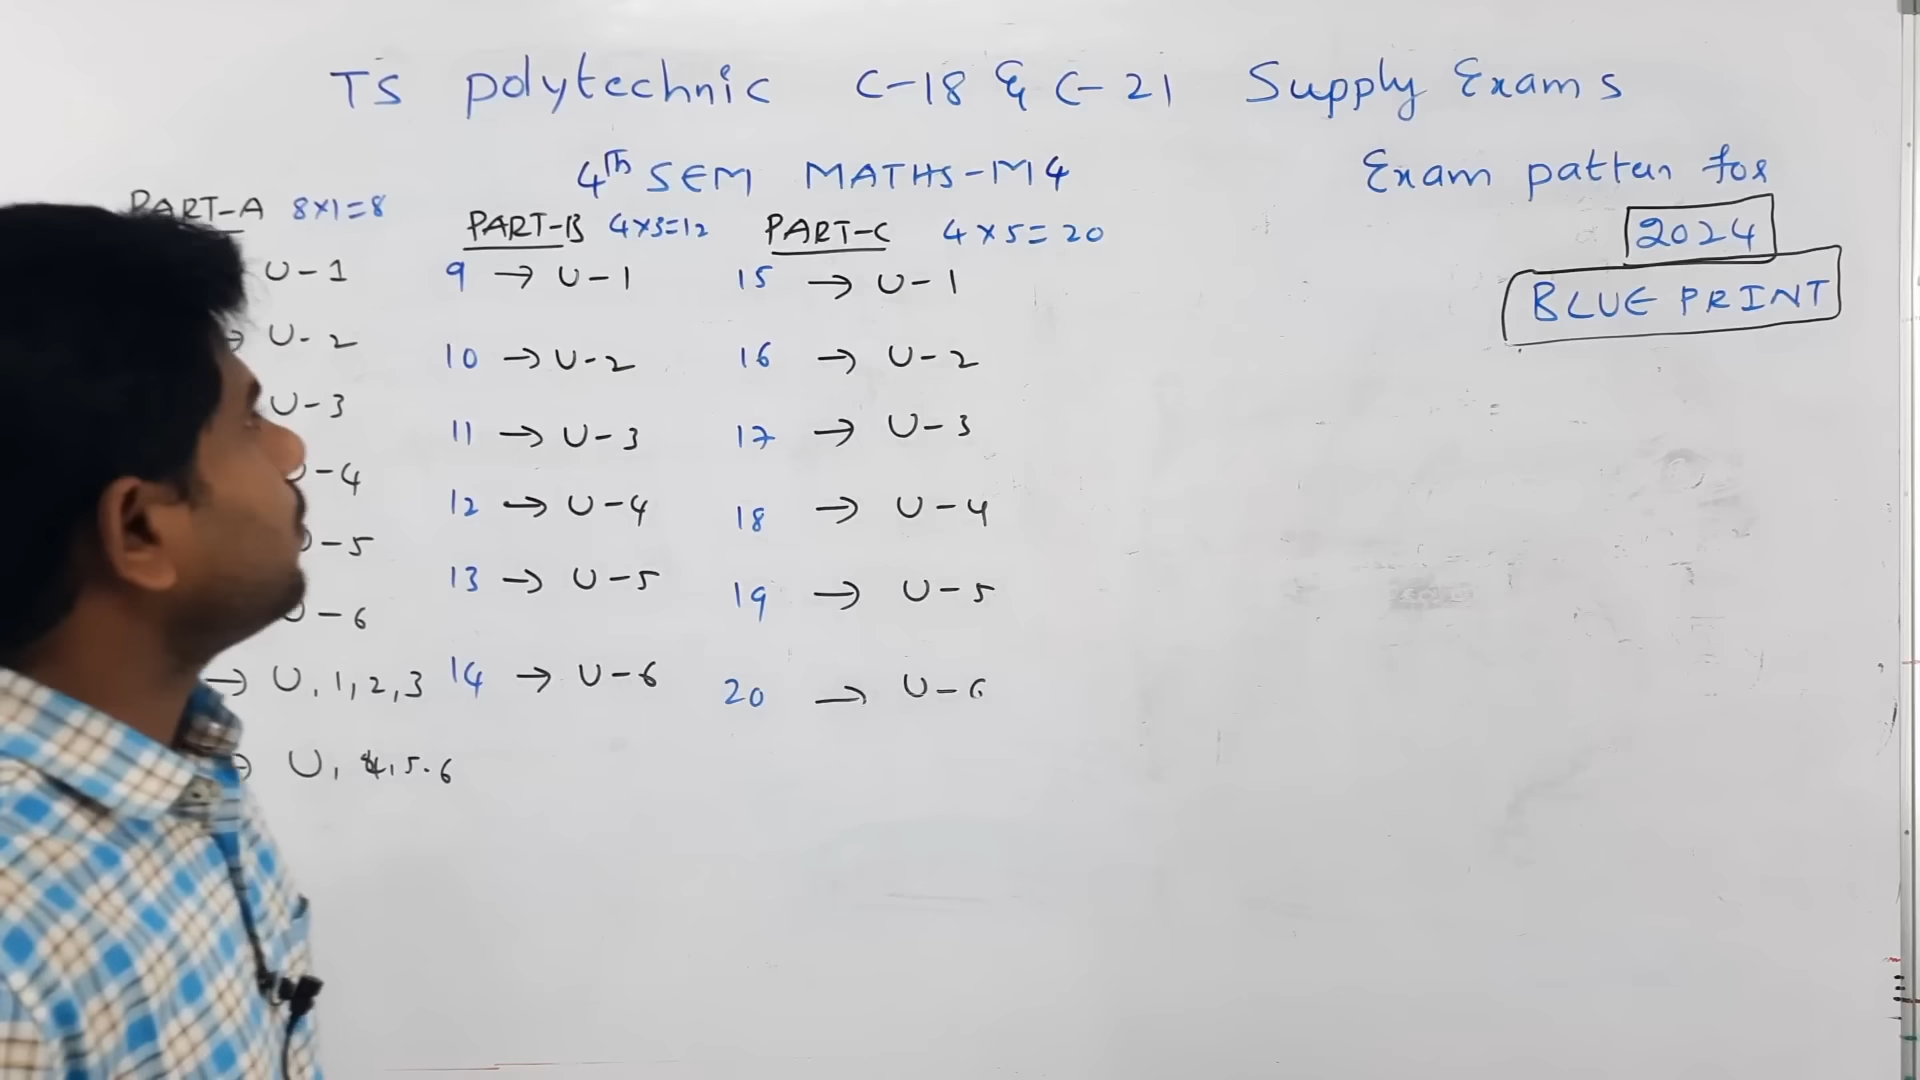 TS polytechnic C-18 & C-21 Supply Exams
4Th SEM MATHS-M4
Exam pattern for
2024
BLUE PRINT
PART-A 8×1=8
U-1
U-2
U-3
U-4
U-5
U-6
→ U, 1, 2, 3
U, 4, 5. 6
PART-B 4×3=12
9 → U-1
10 → U-2
11 → U-3
12 → U-4
13 → U-5
14 → U-6
PART-C 4×5=20
15 → U-1
16 → U-2
17 → U-3
18 → U-4
19 → U-5
20 → U-6